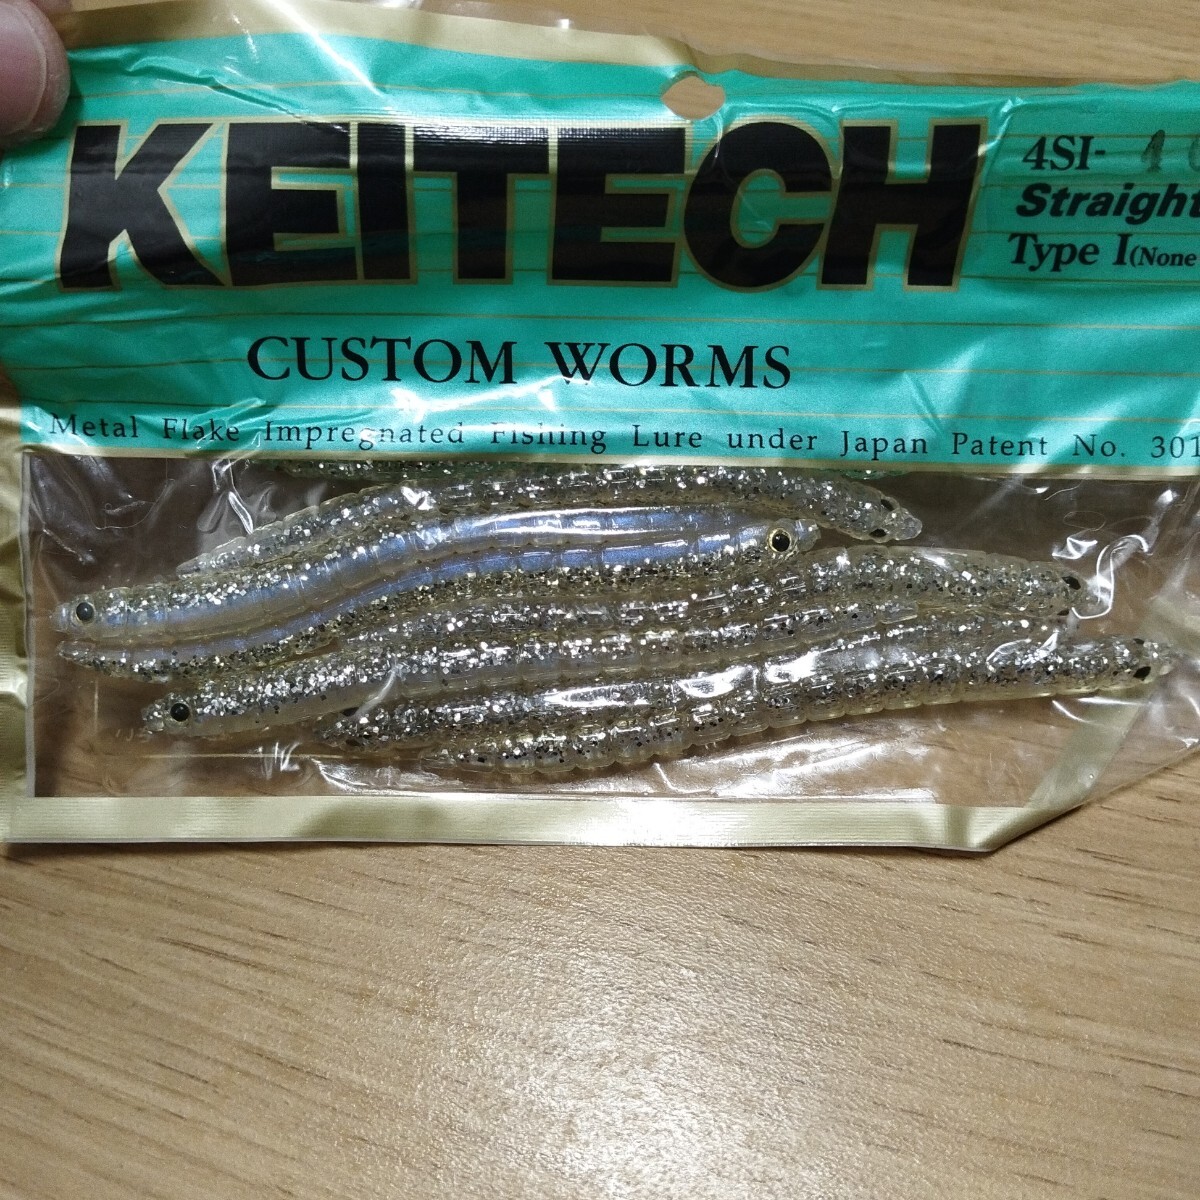 KEITECH
4SI-
Straight
Type I(None
CUSTOM WORMS
Metal Flake Impregnated Fishing Lure under Japan Patent No. 301